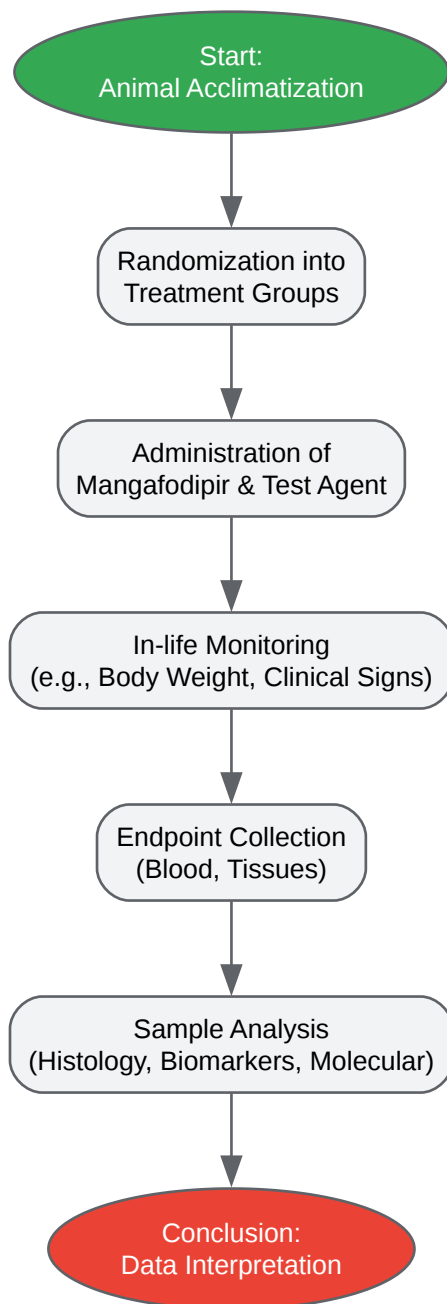 Start:
Animal Acclimatization
Randomization into
Treatment Groups
Administration of
Mangafodipir & Test Agent
In-life Monitoring
(e.g., Body Weight, Clinical Signs)
Endpoint Collection
(Blood, Tissues)
Sample Analysis
(Histology, Biomarkers, Molecular)
Conclusion:
Data Interpretation